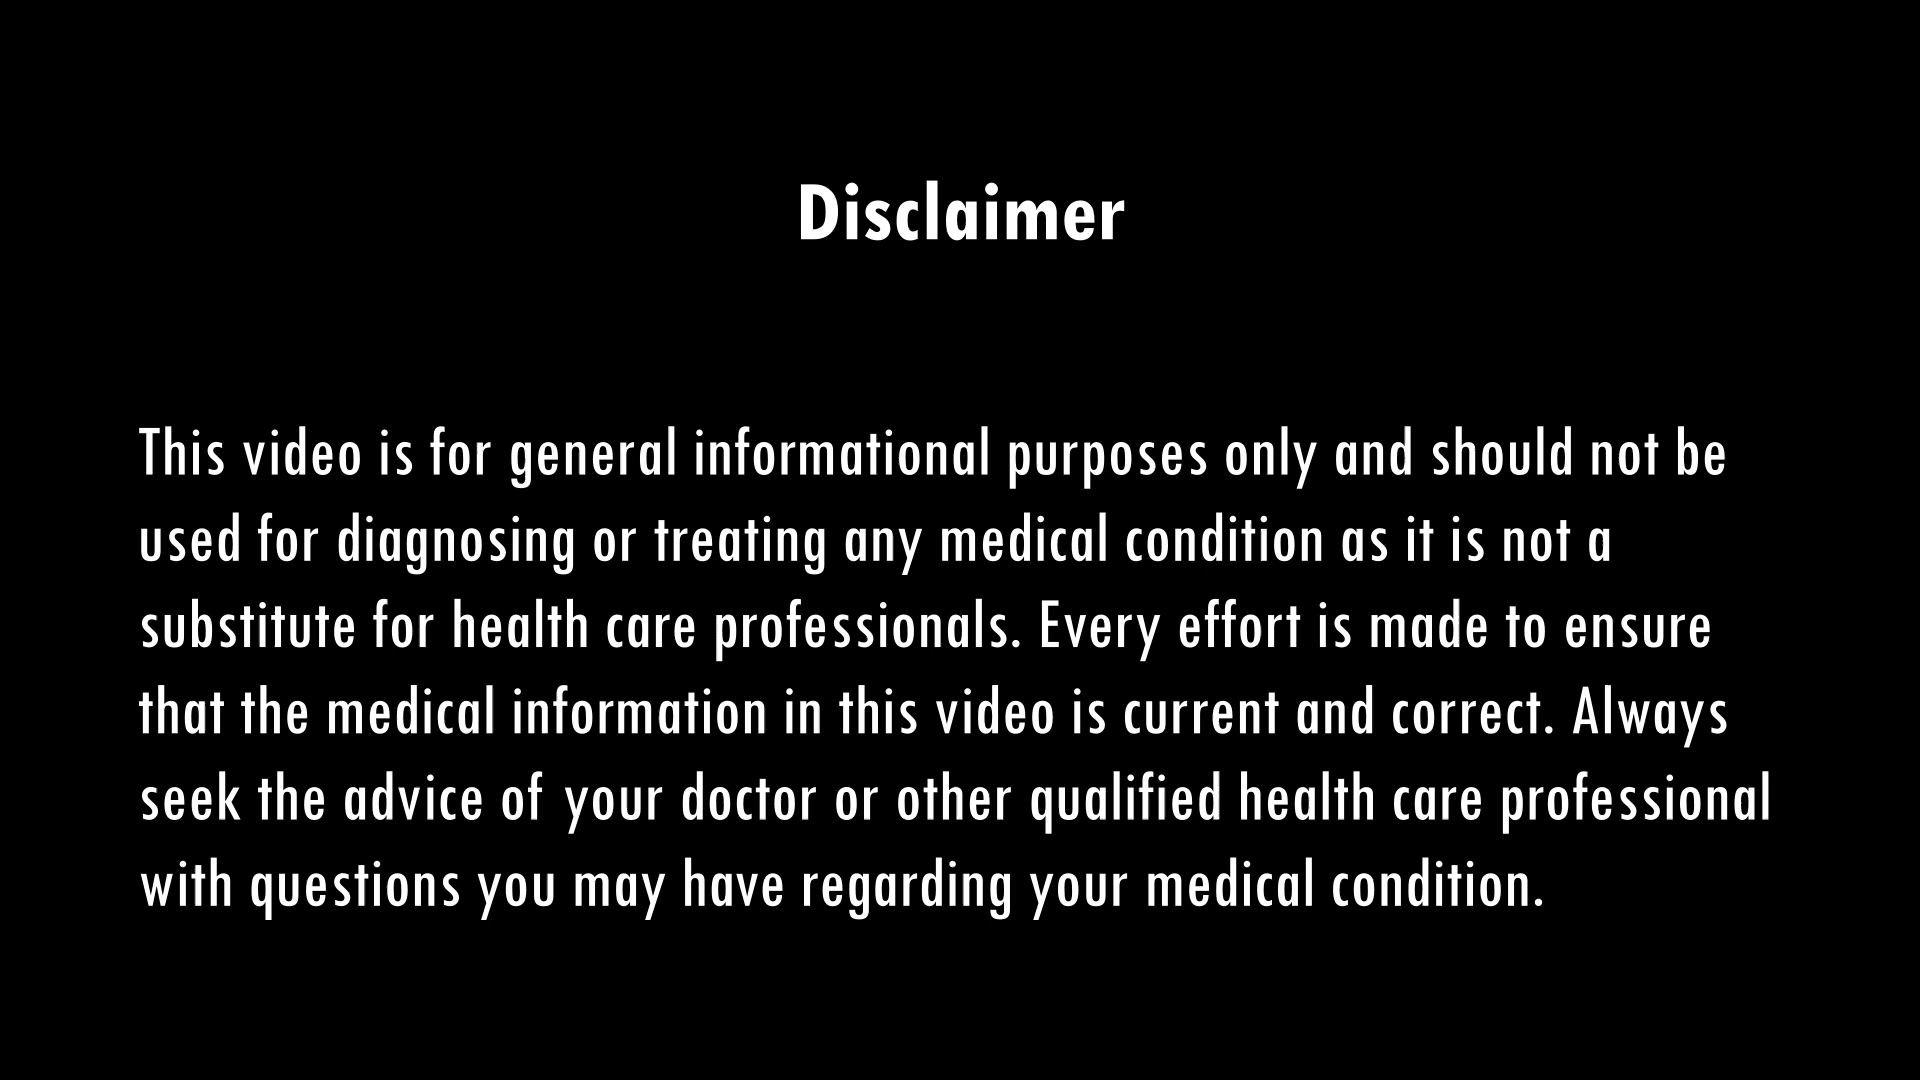 Disclaimer
This video is for general informational purposes only and should not be
used for diagnosing or treating any medical condition as it is not a
substitute for health care professionals. Every effort is made to ensure
that the medical information in this video is current and correct. Always
seek the advice of your doctor or other qualified health care professional
with questions you may have regarding your medical condition.